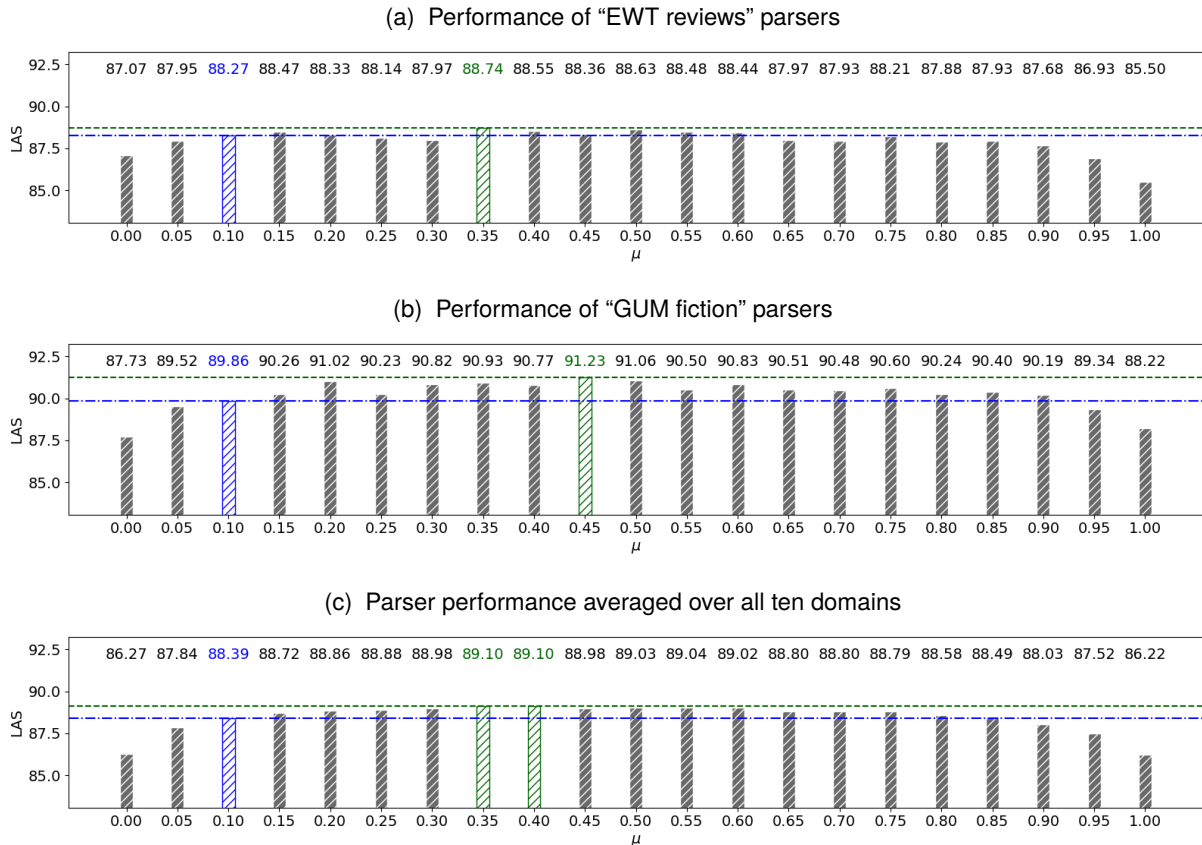 (a) Performance of “EWT reviews” parsers
92.5 87.07 87.95 88.27 88.47 88.33 88.14 87.97 88.74 88.55 88.36 88.63 88.48 88.44 87.97 87.93 88.21 87.88 87.93 87.68 86.93 85.50
90.0
LAS
87.5
85.0
0.00 0.05 0.10 0.15 0.20 0.25 0.30 0.35 0.40 0.45 0.50 0.55 0.60 0.65 0.70 0.75 0.80 0.85 0.90 0.95 1.00
μ
(b) Performance of “GUM fiction” parsers
92.5 87.73 89.52 89.86 90.26 91.02 90.23 90.82 90.93 90.77 91.23 91.06 90.50 90.83 90.51 90.48 90.60 90.24 90.40 90.19 89.34 88.22
90.0
LAS
87.5
85.0
0.00 0.05 0.10 0.15 0.20 0.25 0.30 0.35 0.40 0.45 0.50 0.55 0.60 0.65 0.70 0.75 0.80 0.85 0.90 0.95 1.00
μ
(c) Parser performance averaged over all ten domains
92.5 86.27 87.84 88.39 88.72 88.86 88.88 88.98 89.10 89.10 88.98 89.03 89.04 89.02 88.80 88.80 88.79 88.58 88.49 88.03 87.52 86.22
90.0
LAS
87.5
85.0
0.00 0.05 0.10 0.15 0.20 0.25 0.30 0.35 0.40 0.45 0.50 0.55 0.60 0.65 0.70 0.75 0.80 0.85 0.90 0.95 1.00
μ